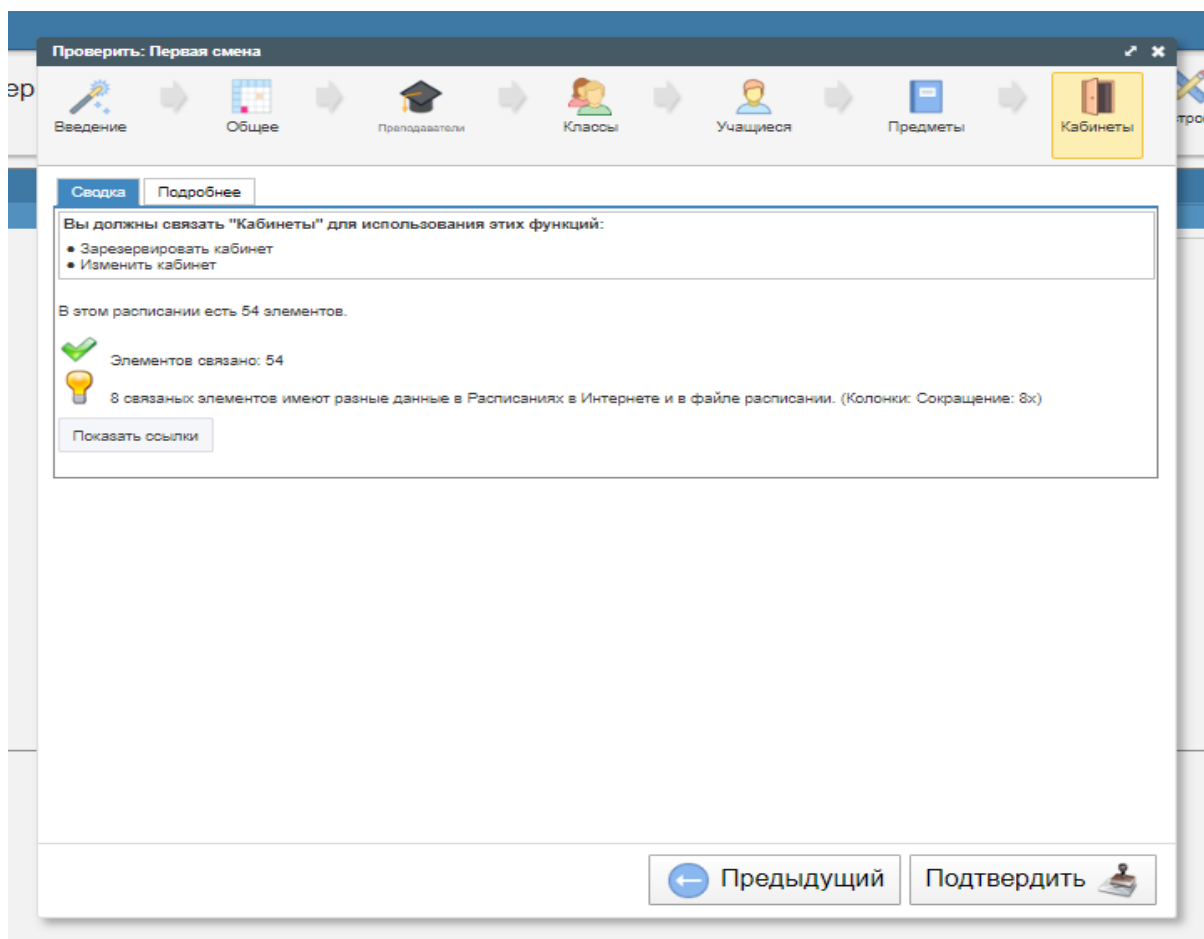 Проверить: Первая смена
ер
Введение
Общее
Преподаватели
Классы
Учащиеся
Предметы
Кабинеты
тро
Сводка
Подробнее
Вы должны связать "Кабинеты" для использования этих функций:
● Зарезервировать кабинет
● Изменить кабинет
В этом расписании есть 54 элементов.
Элементов связано: 54
8 связаных элементов имеют разные данные в Расписаниях в Интернете и в файле расписании. (Колонки: Сокращение: 8x)
Показать ссылки
Предыдущий
Подтвердить